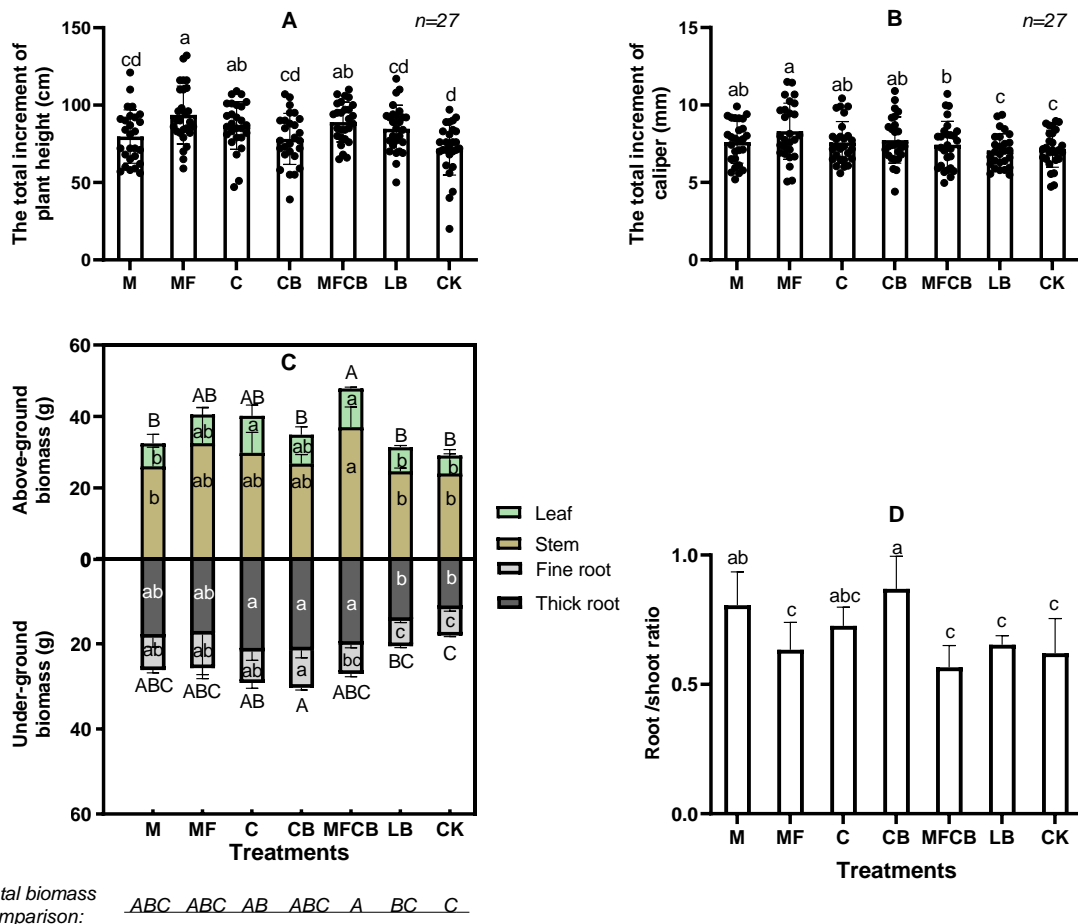 A
n=27
The total increment of
plant height (cm)
150
100
50
0
cd
a
ab
cd
ab
cd
d
M MF C CB MFCB LB CK
B
n=27
The total increment of
caliper (mm)
15
10
5
0
ab
a
ab
ab
b
c
c
M MF C CB MFCB LB CK
C
Above-ground
biomass (g)
60
40
20
0
B AB AB B A B B
b ab a ab a b b
b ab ab ab a b b
Leaf
Stem
Fine root
Thick root
Under-ground
biomass (g)
0
20
40
60
ab ab a a a b b
ab ab ab a bc c c
ABC ABC AB A ABC BC C
M MF C CB MFCB LB CK
Treatments
tal biomass
mparison:
ABC ABC AB ABC A BC C
D
Root /shoot ratio
1.0
0.5
0.0
ab
c
abc
a
c
c
c
M MF C CB MFCB LB CK
Treatments